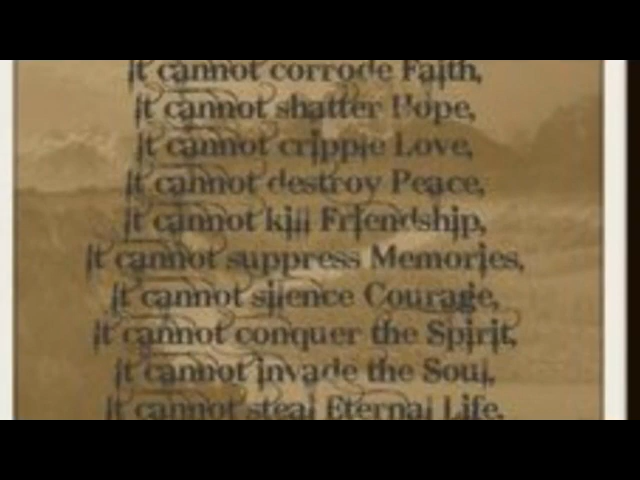 It cannot corrode Faith,
It cannot shatter Hope,
It cannot cripple Love,
It cannot destroy Peace,
It cannot kill Friendship,
It cannot suppress Memories,
It cannot silence Courage,
It cannot conquer the Spirit,
It cannot invade the Soul,
It cannot steal Eternal Life.